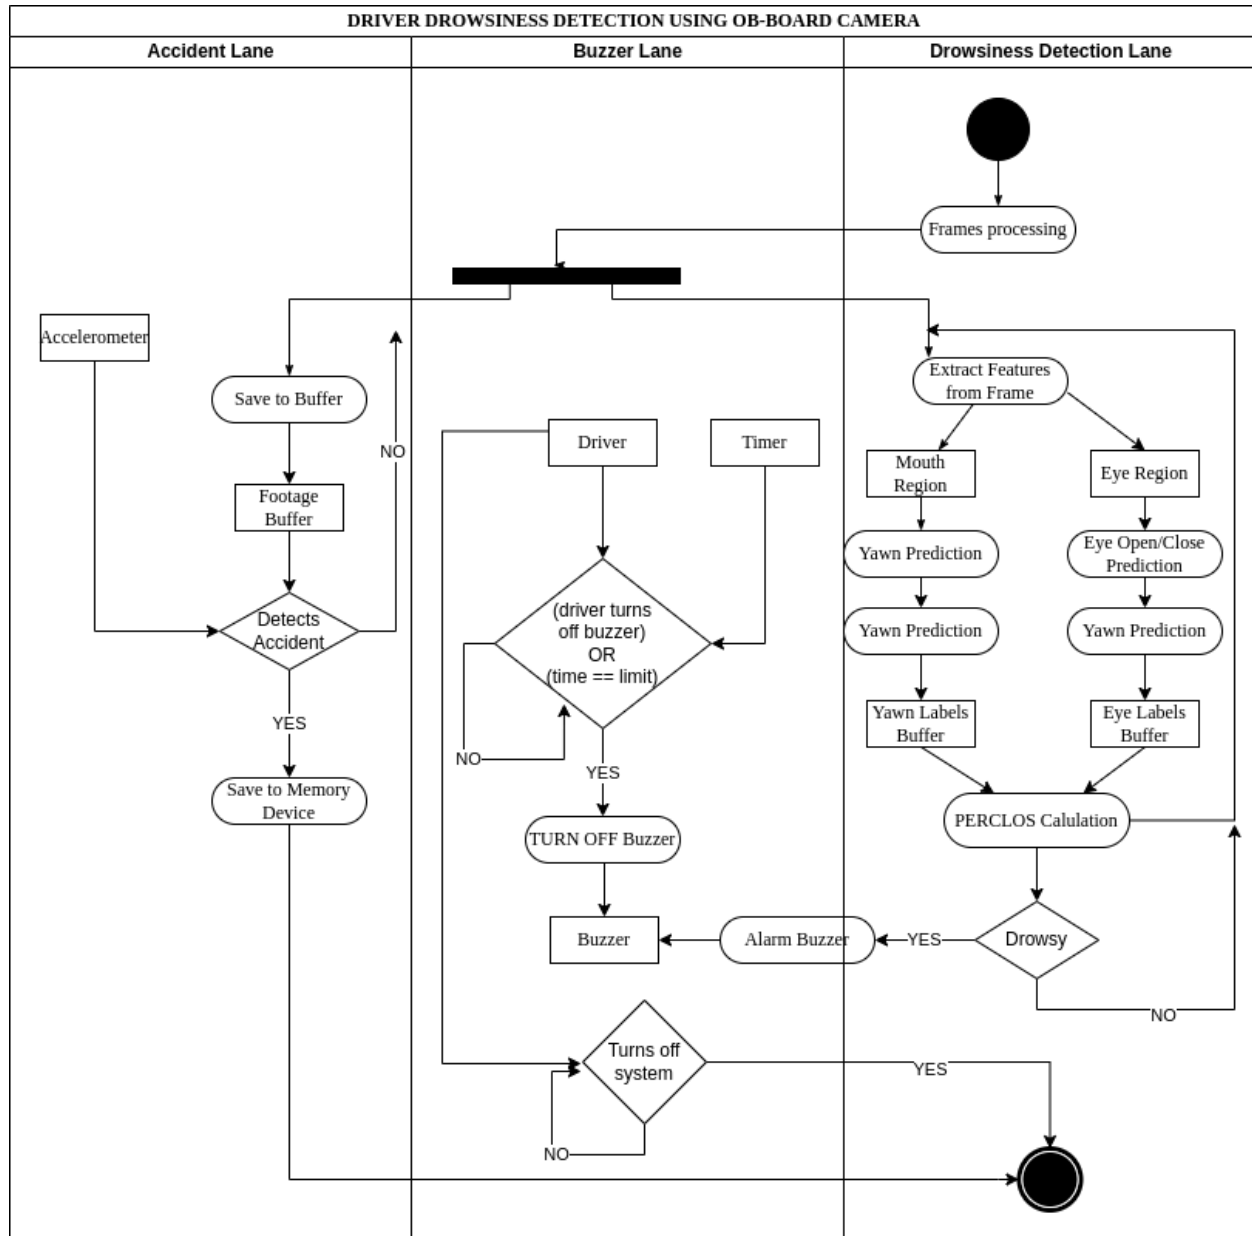 DRIVER DROWSINESS DETECTION USING OB-BOARD CAMERA
Accident Lane
Buzzer Lane
Drowsiness Detection Lane
Frames processing
Accelerometer
Save to Buffer
NO
Footage
Buffer
Detects
Accident
YES
Save to Memory
Device
Driver
Timer
(driver turns
off buzzer)
OR
(time == limit)
NO
YES
TURN OFF Buzzer
Buzzer
Alarm Buzzer
Turns off
system
NO
YES
Extract Features
from Frame
Mouth
Region
Eye Region
Yawn Prediction
Eye Open/Close
Prediction
Yawn Prediction
Yawn Prediction
Yawn Labels
Buffer
Eye Labels
Buffer
PERCLOS Calulation
Drowsy
YES
NO